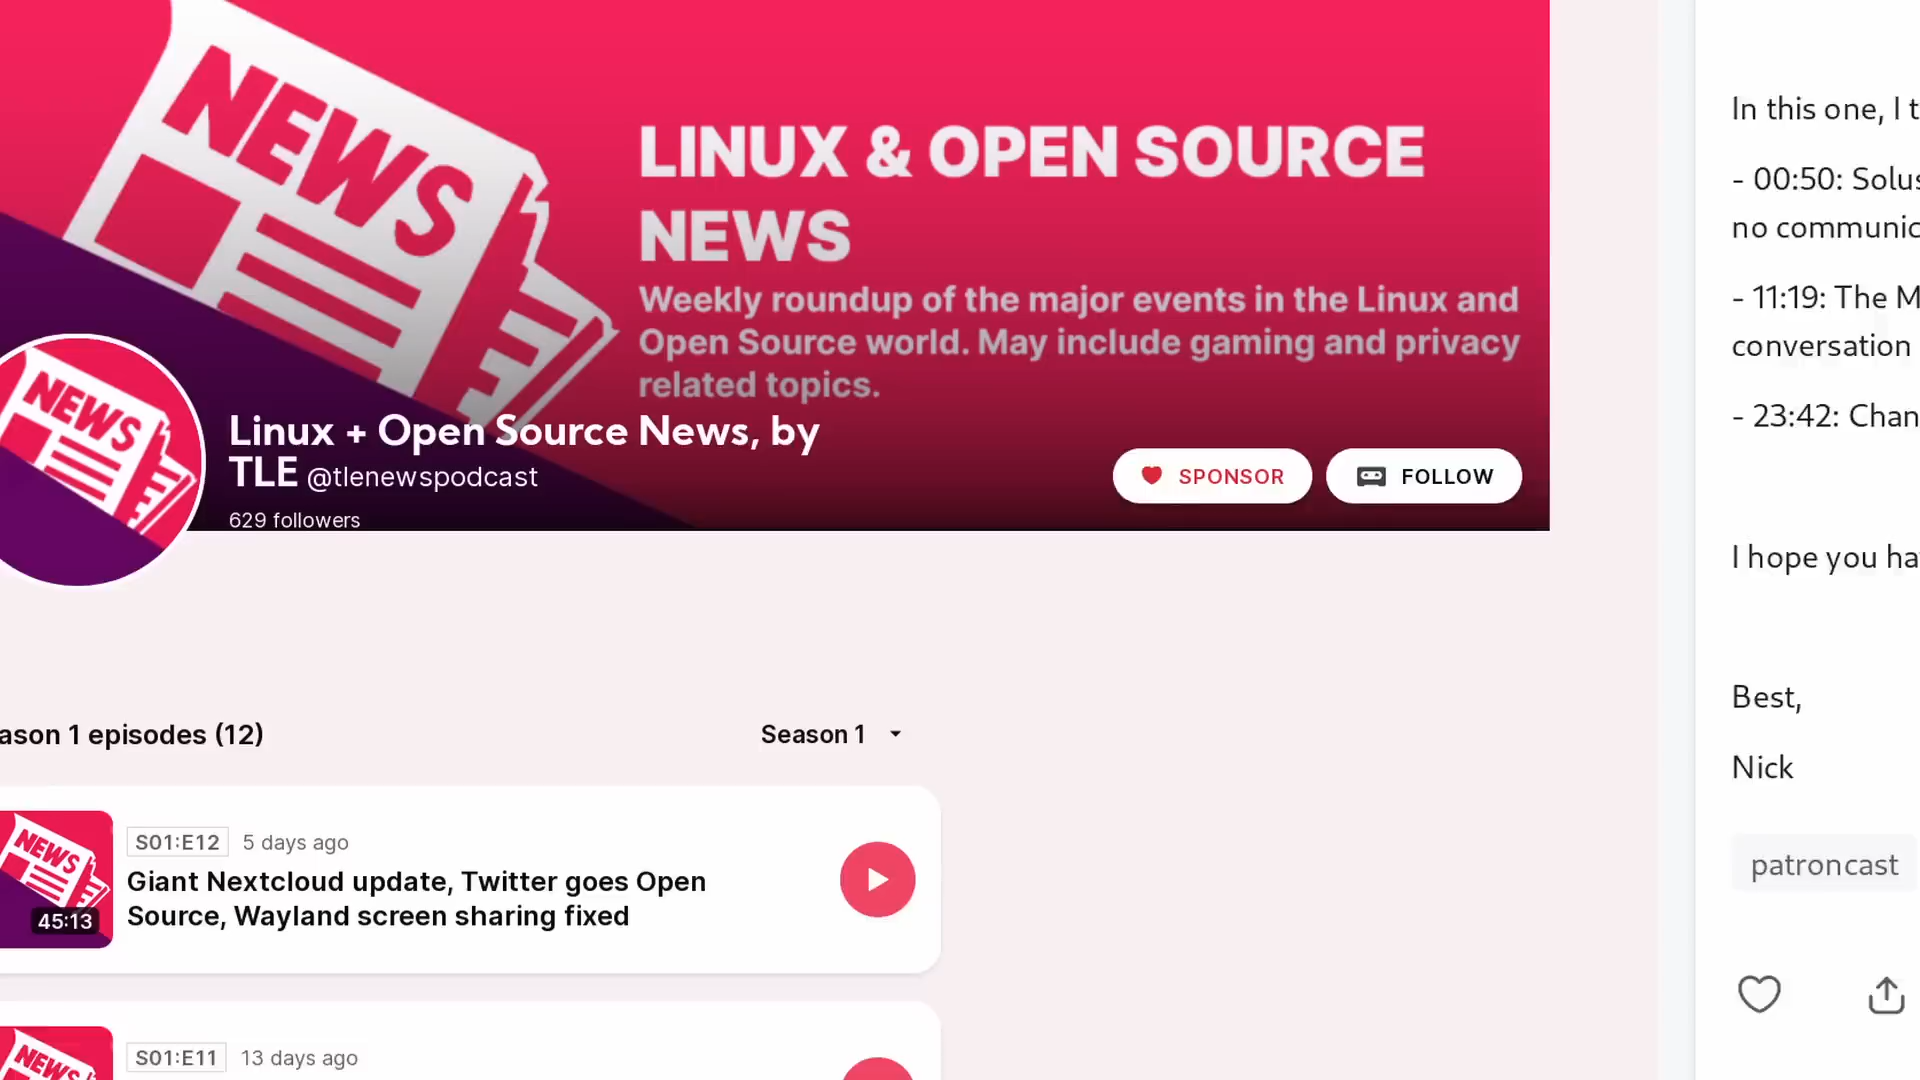 NEWS
LINUX & OPEN SOURCE
NEWS
Weekly roundup of the major events in the Linux and
Open Source world. May include gaming and privacy
related topics.
NEWS
Linux + Open Source News, by
TLE @tlenewspodcast
629 followers
SPONSOR
FOLLOW
ason 1 episodes (12)
Season 1
NEWS
45:13
S01:E12 5 days ago
Giant Nextcloud update, Twitter goes Open
Source, Wayland screen sharing fixed
NEWS
S01:E11 13 days ago
In this one, I t
- 00:50: Solus
no communic
- 11:19: The M
conversation
- 23:42: Chan
I hope you ha
Best,
Nick
patroncast